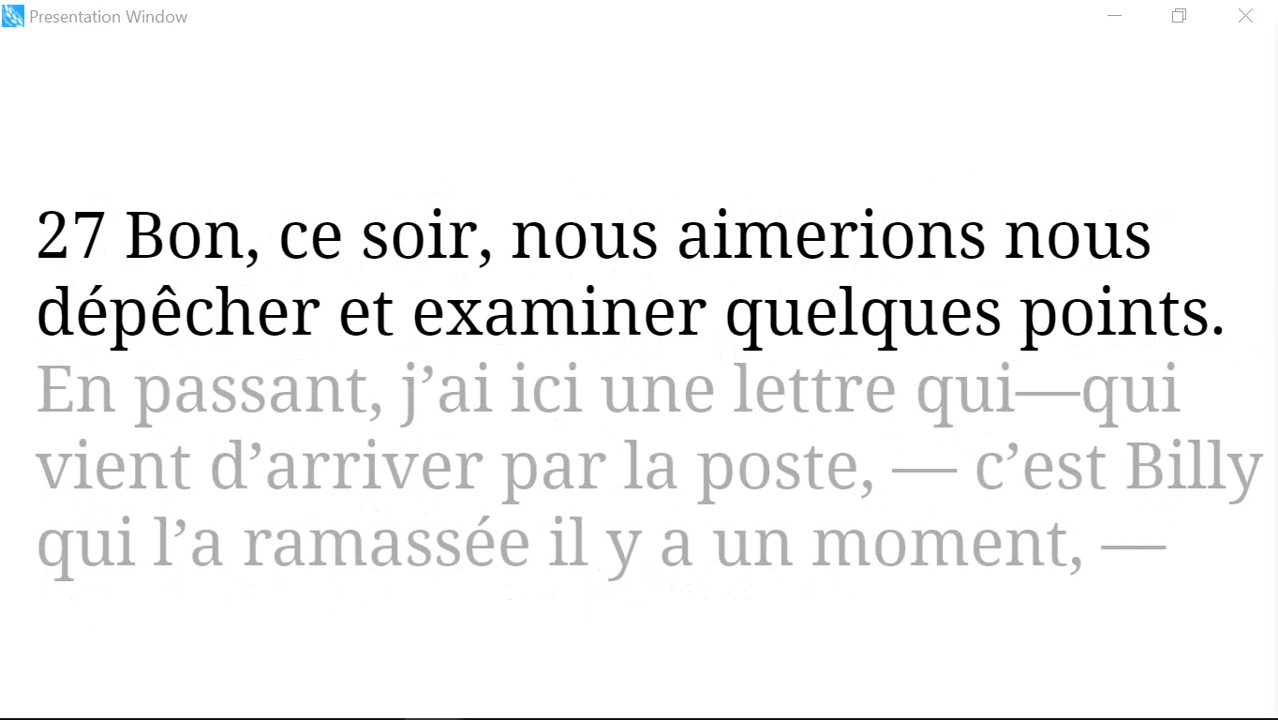 Presentation Window
27 Bon, ce soir, nous aimerions nous
dépêcher et examiner quelques points.
En passant, j’ai ici une lettre qui—qui
vient d’arriver par la poste, — c’est Billy
qui l’a ramassée il y a un moment, —